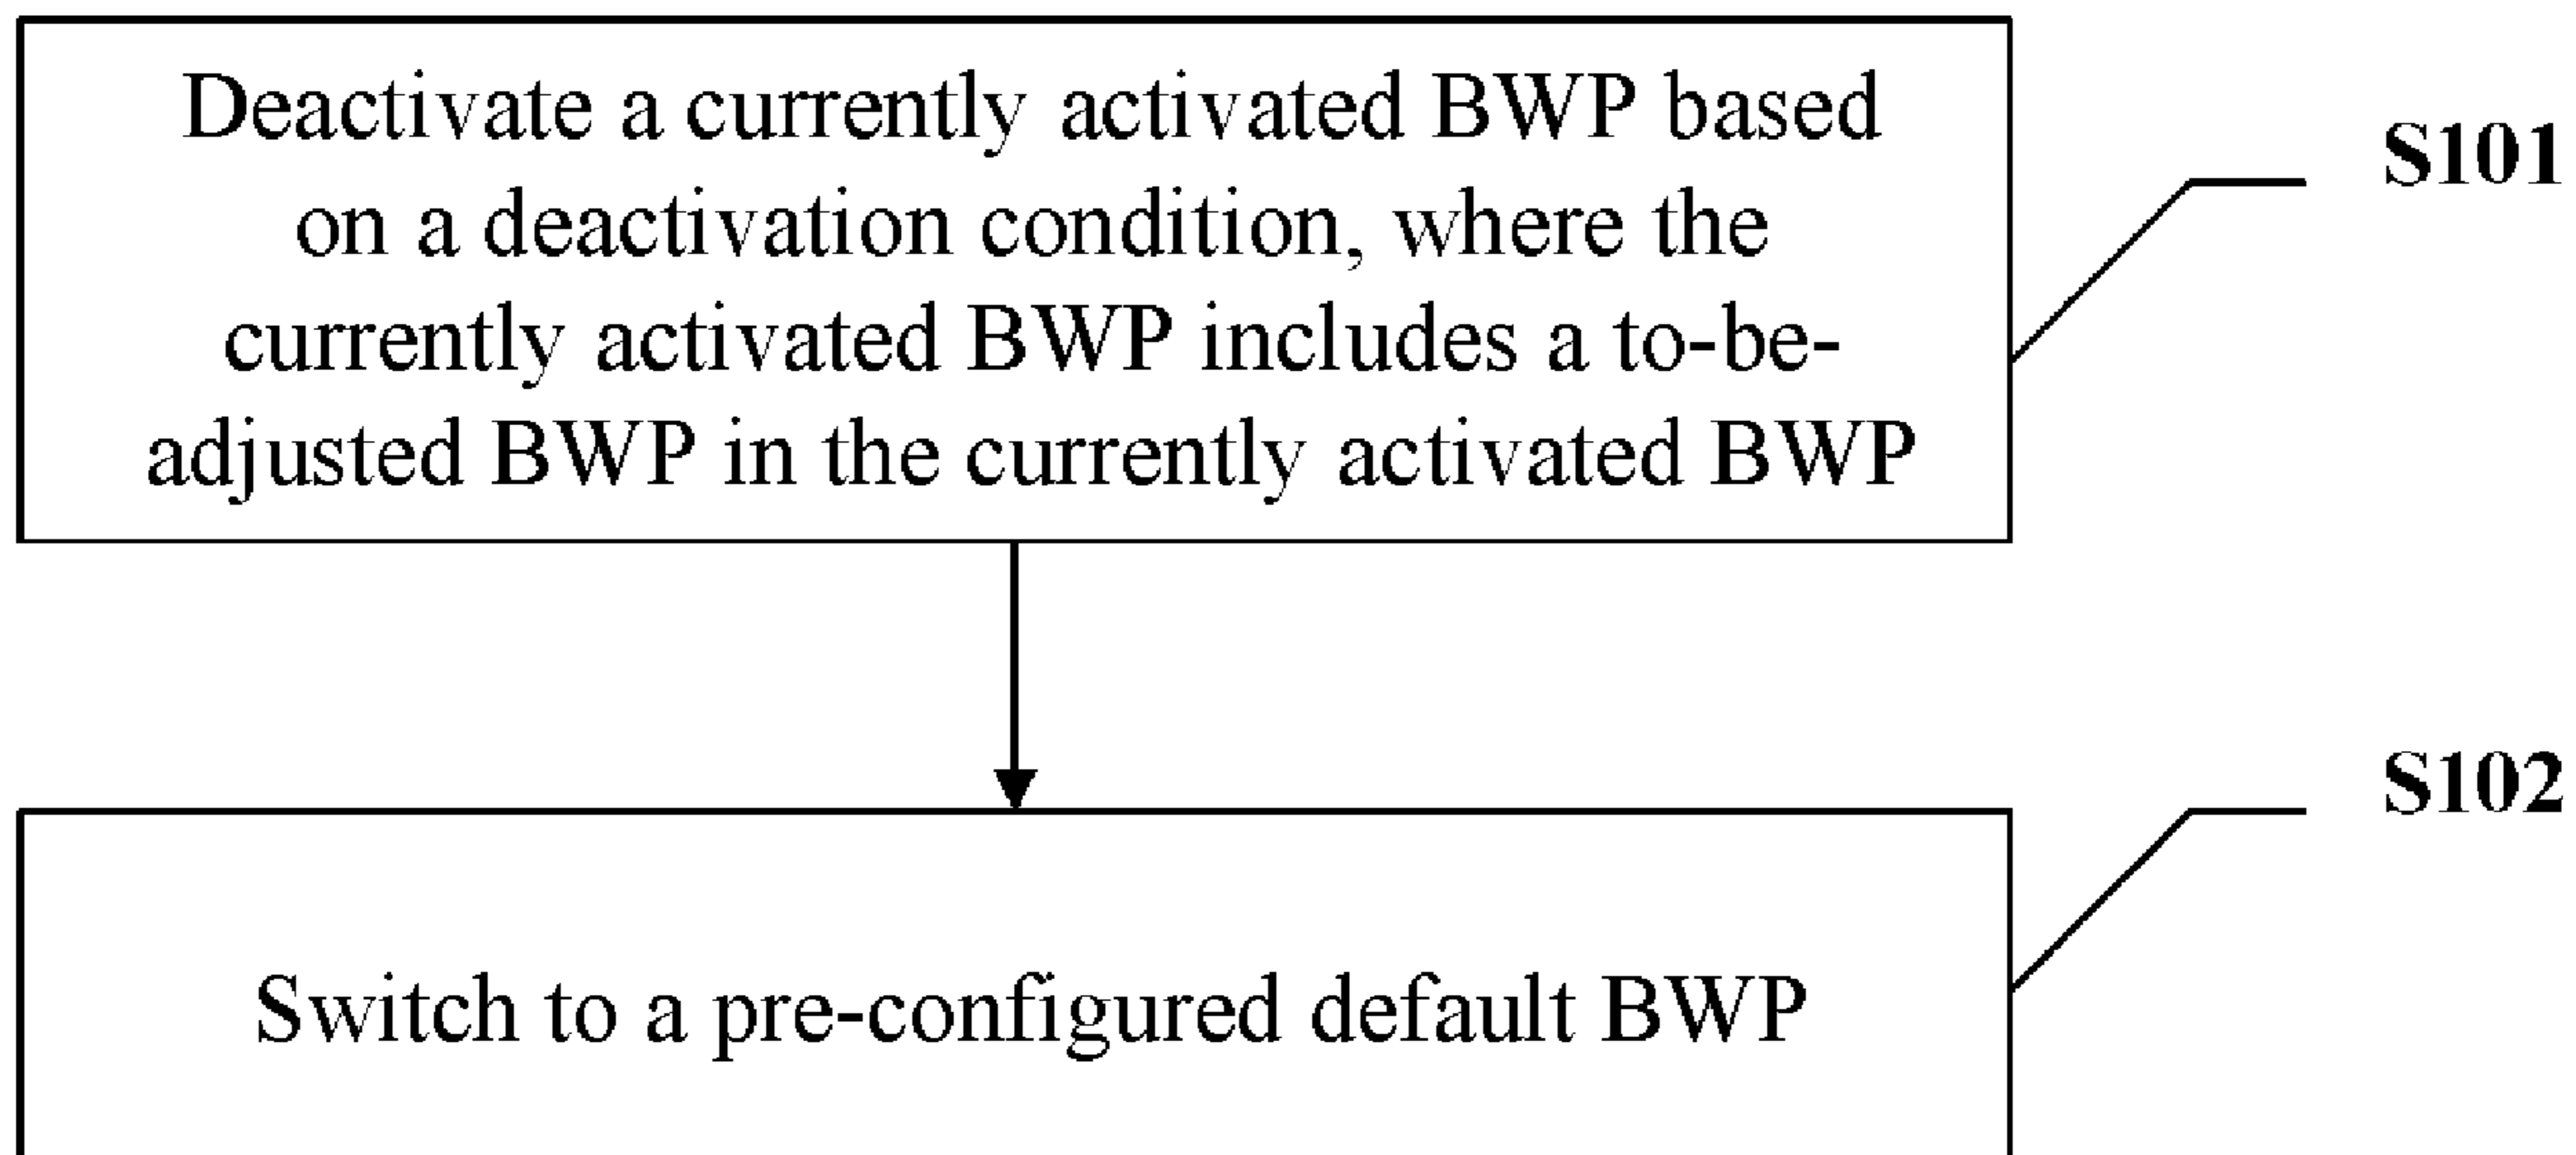 Deactivate a currently activated BWP based
on a deactivation condition, where the
currently activated BWP includes a to-be-
adjusted BWP in the currently activated BWP
S101
S102
Switch to a pre-configured default BWP